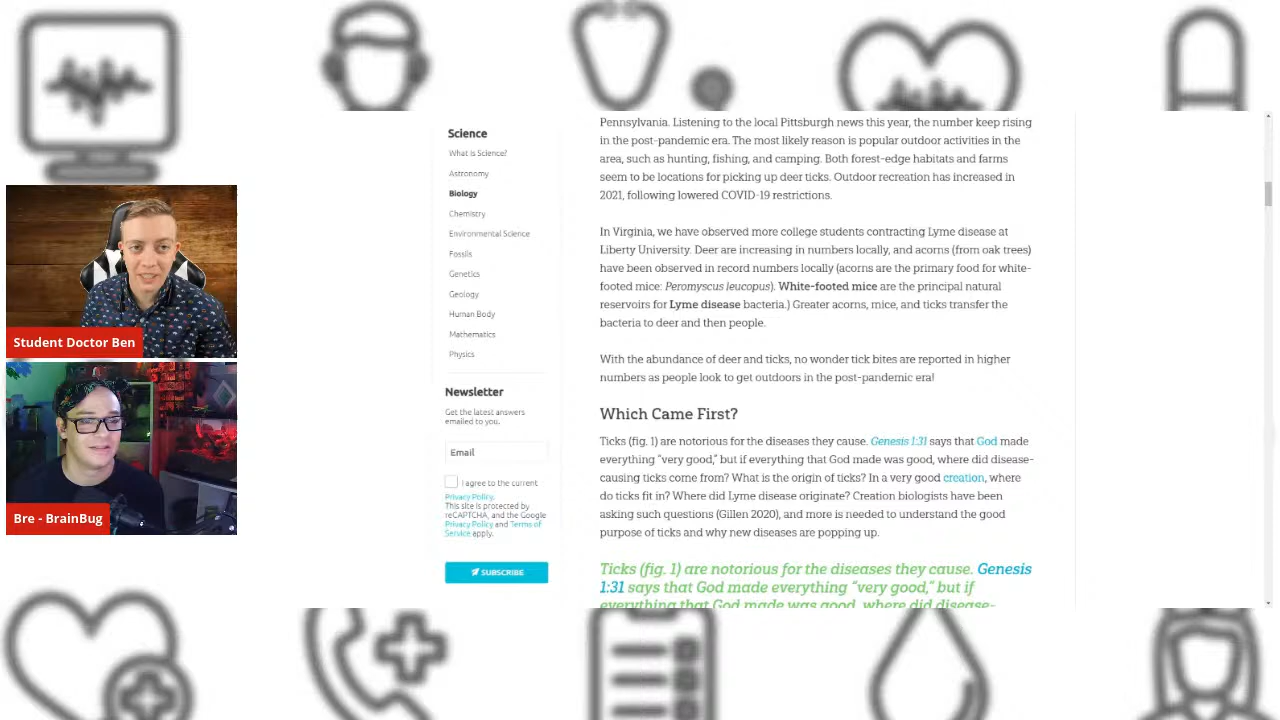 Student Doctor Ben
Bre - BrainBug
Science
What Is Science?
Astronomy
Biology
Chemistry
Environmental Science
Fossils
Genetics
Geology
Human Body
Mathematics
Physics
Newsletter
Get the latest answers
emailed to you.
Email
I agree to the current
Privacy Policy.
This site is protected by
reCAPTCHA, and the Google
Privacy Policy and Terms of
Service apply.
SUBSCRIBE
Pennsylvania. Listening to the local Pittsburgh news this year, the number keep rising
in the post-pandemic era. The most likely reason is popular outdoor activities in the
area, such as hunting, fishing, and camping. Both forest-edge habitats and farms
seem to be locations for picking up deer ticks. Outdoor recreation has increased in
2021, following lowered COVID-19 restrictions.
In Virginia, we have observed more college students contracting Lyme disease at
Liberty University. Deer are increasing in numbers locally, and acorns (from oak trees)
have been observed in record numbers locally (acorns are the primary food for white-
footed mice: Peromyscus leucopus). White-footed mice are the principal natural
reservoirs for Lyme disease bacteria.) Greater acorns, mice, and ticks transfer the
bacteria to deer and then people.
With the abundance of deer and ticks, no wonder tick bites are reported in higher
numbers as people look to get outdoors in the post-pandemic era!
Which Came First?
Ticks (fig. 1) are notorious for the diseases they cause. Genesis 1:31 says that God made
everything “very good,” but if everything that God made was good, where did disease-
causing ticks come from? What is the origin of ticks? In a very good creation, where
do ticks fit in? Where did Lyme disease originate? Creation biologists have been
asking such questions (Gillen 2020), and more is needed to understand the good
purpose of ticks and why new diseases are popping up.
Ticks (fig. 1) are notorious for the diseases they cause. Genesis
1:31 says that God made everything “very good,” but if
everything that God made was good, where did disease-